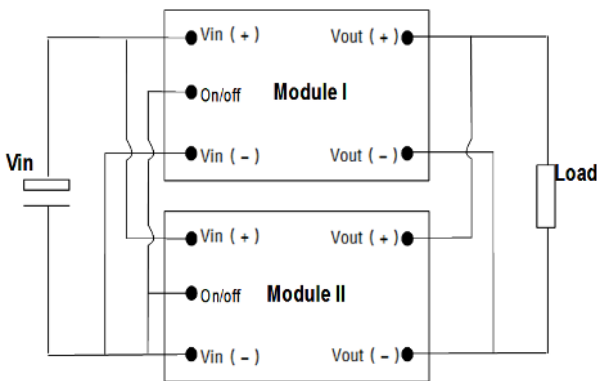 Vin ( + ) Vout ( + )
On/off Module I
Vin ( − ) Vout ( − )
Vin
Load
Vin ( + ) Vout ( + )
On/off Module II
Vin ( − ) Vout ( − )